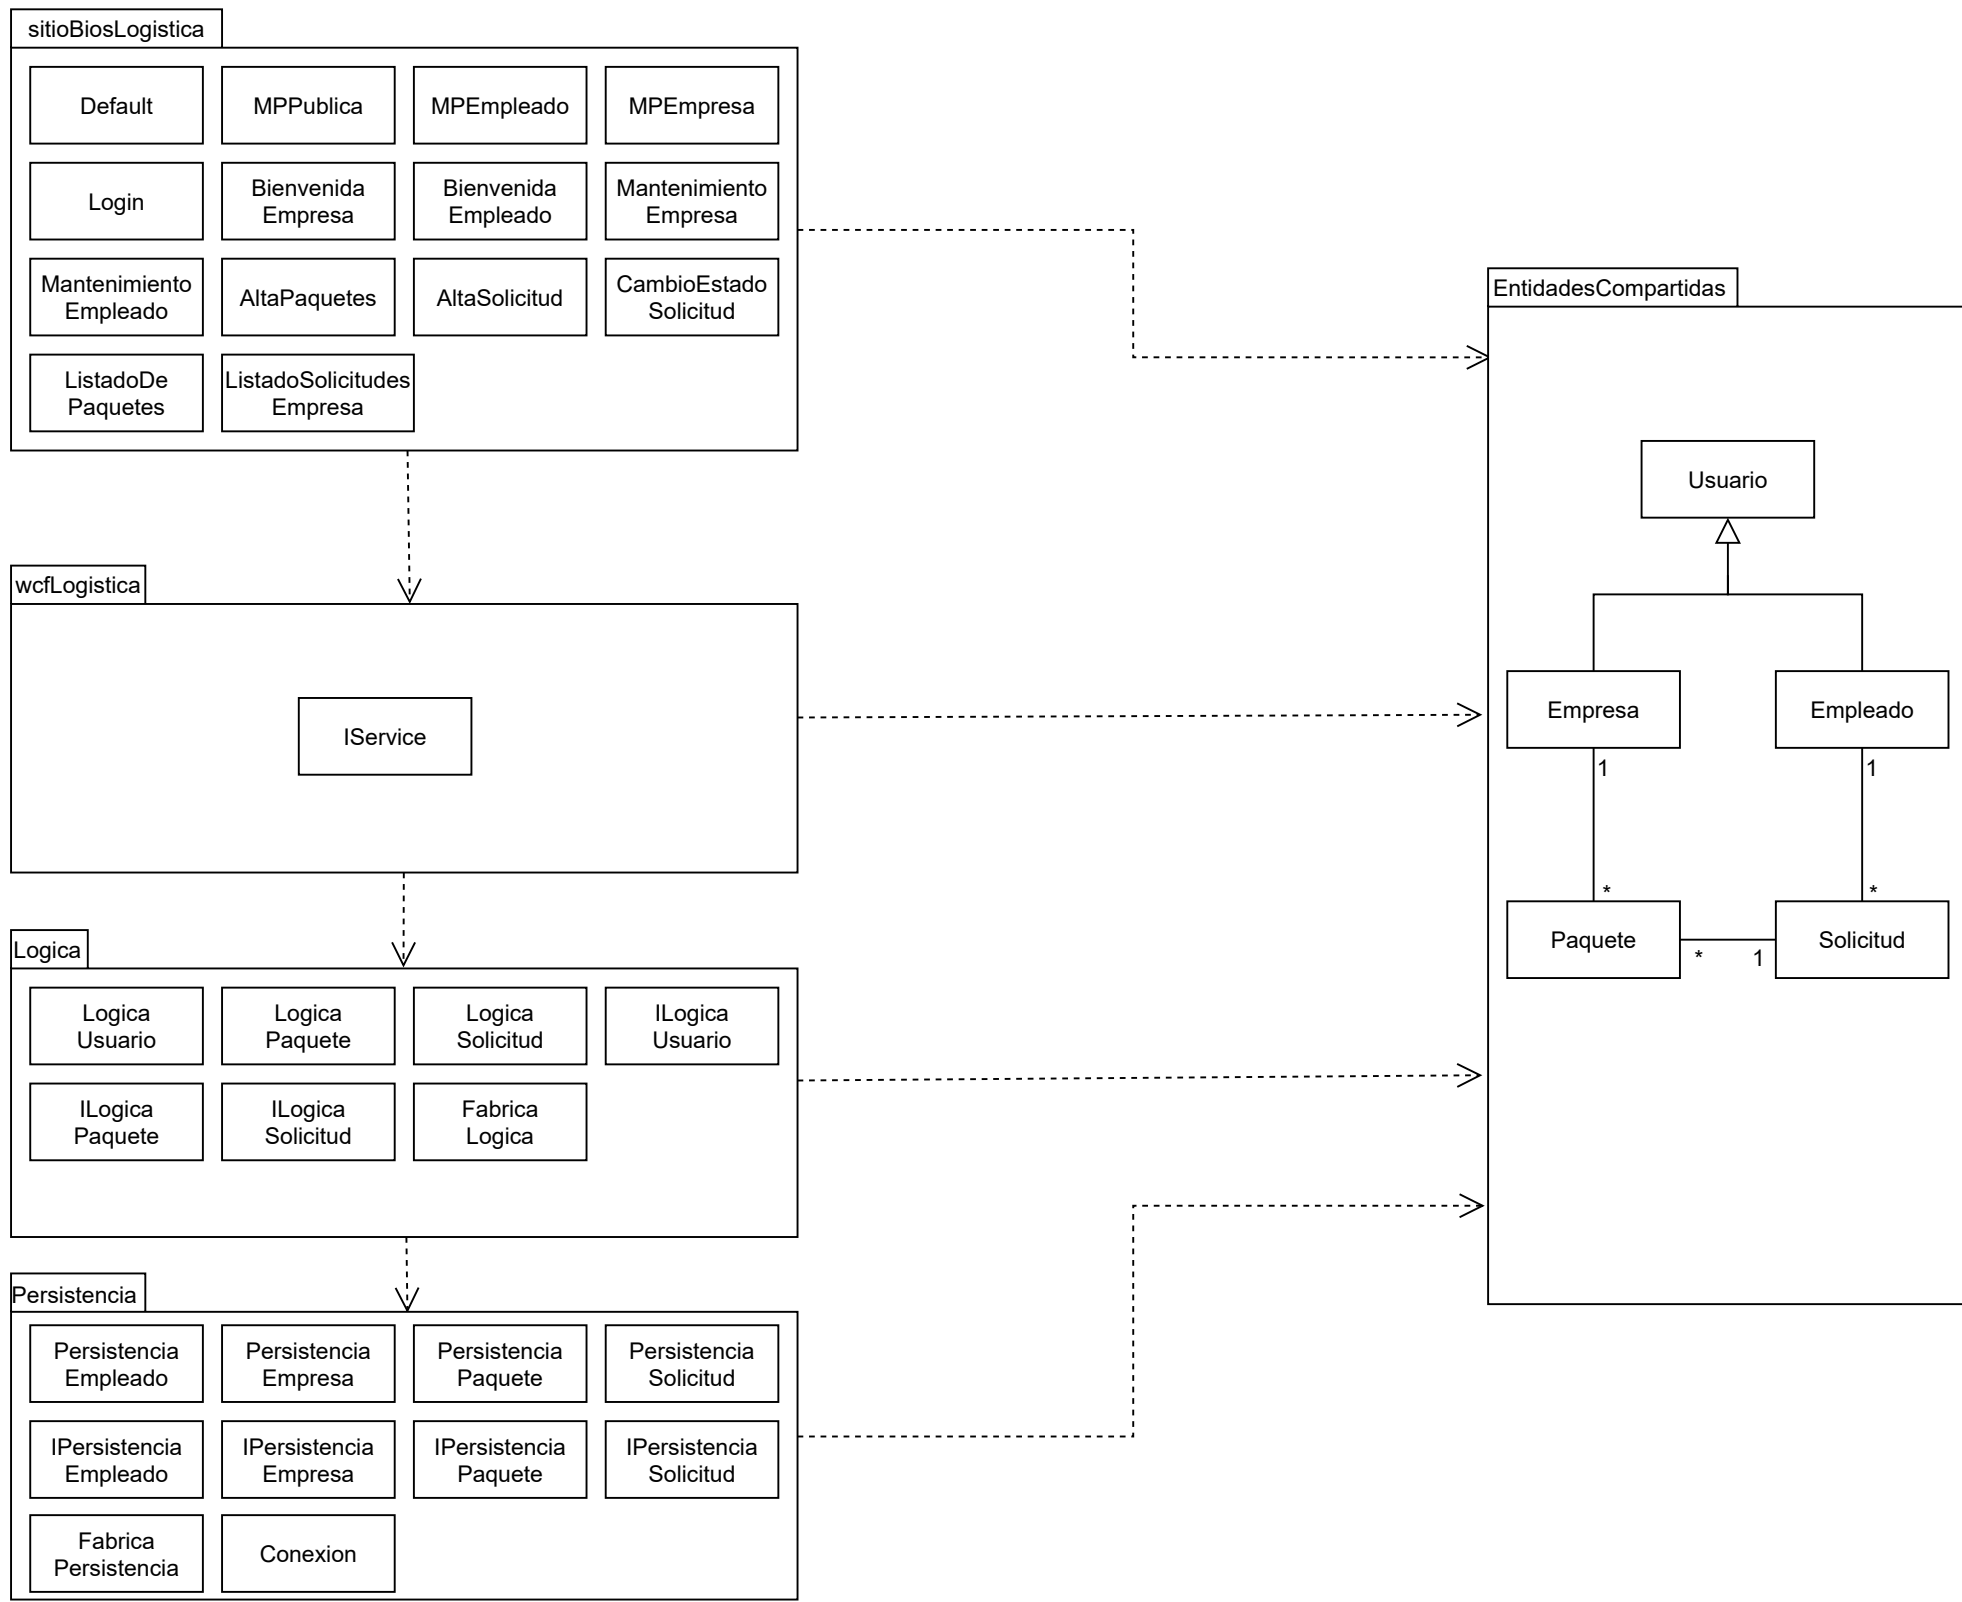 sitioBiosLogistica
Default
MPPublica
MPEmpleado
MPEmpresa
Login
Bienvenida
Empresa
Bienvenida
Empleado
Mantenimiento
Empresa
Mantenimiento
Empleado
AltaPaquetes
AltaSolicitud
CambioEstado
Solicitud
ListadoDe
Paquetes
ListadoSolicitudes
Empresa
wcfLogistica
IService
Logica
Logica
Usuario
Logica
Paquete
Logica
Solicitud
ILogica
Usuario
ILogica
Paquete
ILogica
Solicitud
Fabrica
Logica
Persistencia
Persistencia
Empleado
Persistencia
Empresa
Persistencia
Paquete
Persistencia
Solicitud
IPersistencia
Empleado
IPersistencia
Empresa
IPersistencia
Paquete
IPersistencia
Solicitud
Fabrica
Persistencia
Conexion
EntidadesCompartidas
Usuario
Empresa
Empleado
1
1
*
*
Paquete
Solicitud
*
1